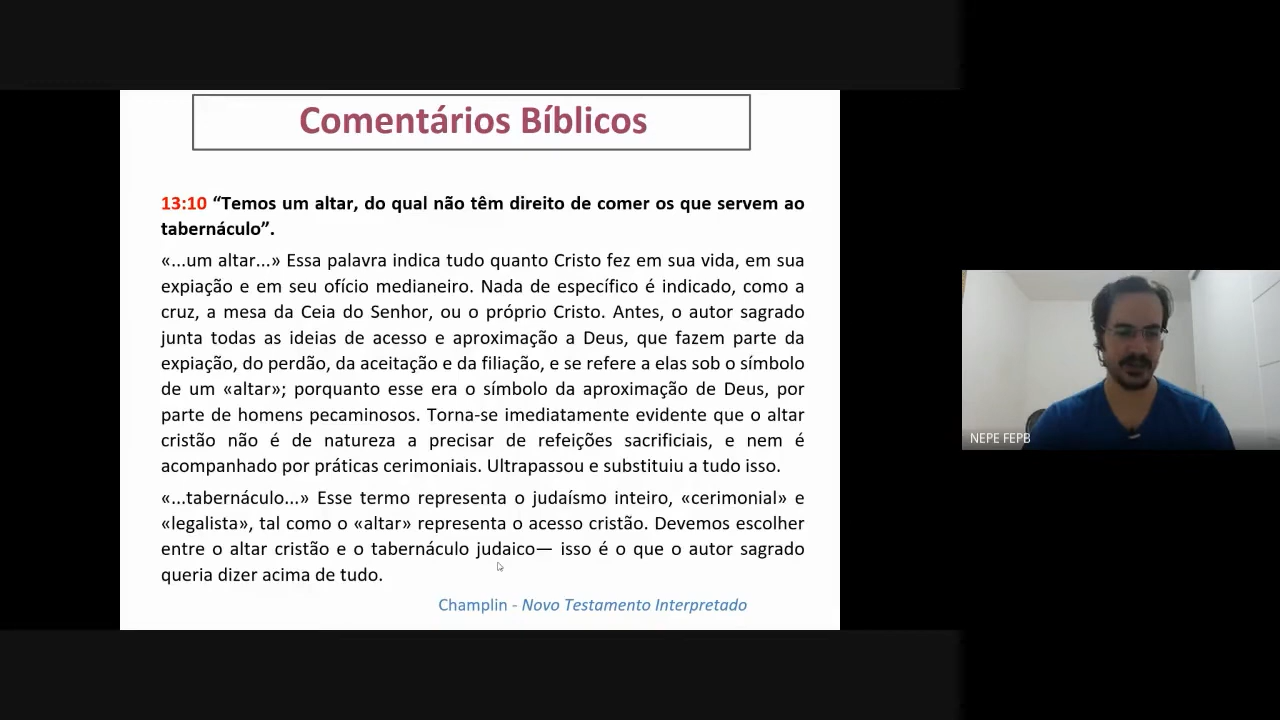 Comentários Bíblicos
13:10 “Temos um altar, do qual não têm direito de comer os que servem ao
tabernáculo”.
«...um altar...» Essa palavra indica tudo quanto Cristo fez em sua vida, em sua
expiação e em seu ofício medianeiro. Nada de específico é indicado, como a
cruz, a mesa da Ceia do Senhor, ou o próprio Cristo. Antes, o autor sagrado
junta todas as ideias de acesso e aproximação a Deus, que fazem parte da
expiação, do perdão, da aceitação e da filiação, e se refere a elas sob o símbolo
de um «altar»; porquanto esse era o símbolo da aproximação de Deus, por
parte de homens pecaminosos. Torna-se imediatamente evidente que o altar
cristão não é de natureza a precisar de refeições sacrificiais, e nem é
acompanhado por práticas cerimoniais. Ultrapassou e substituiu a tudo isso.
«...tabernáculo...» Esse termo representa o judaísmo inteiro, «cerimonial» e
«legalista», tal como o «altar» representa o acesso cristão. Devemos escolher
entre o altar cristão e o tabernáculo judaico— isso é o que o autor sagrado
queria dizer acima de tudo.
Champlin - Novo Testamento Interpretado
NEPE FEPB